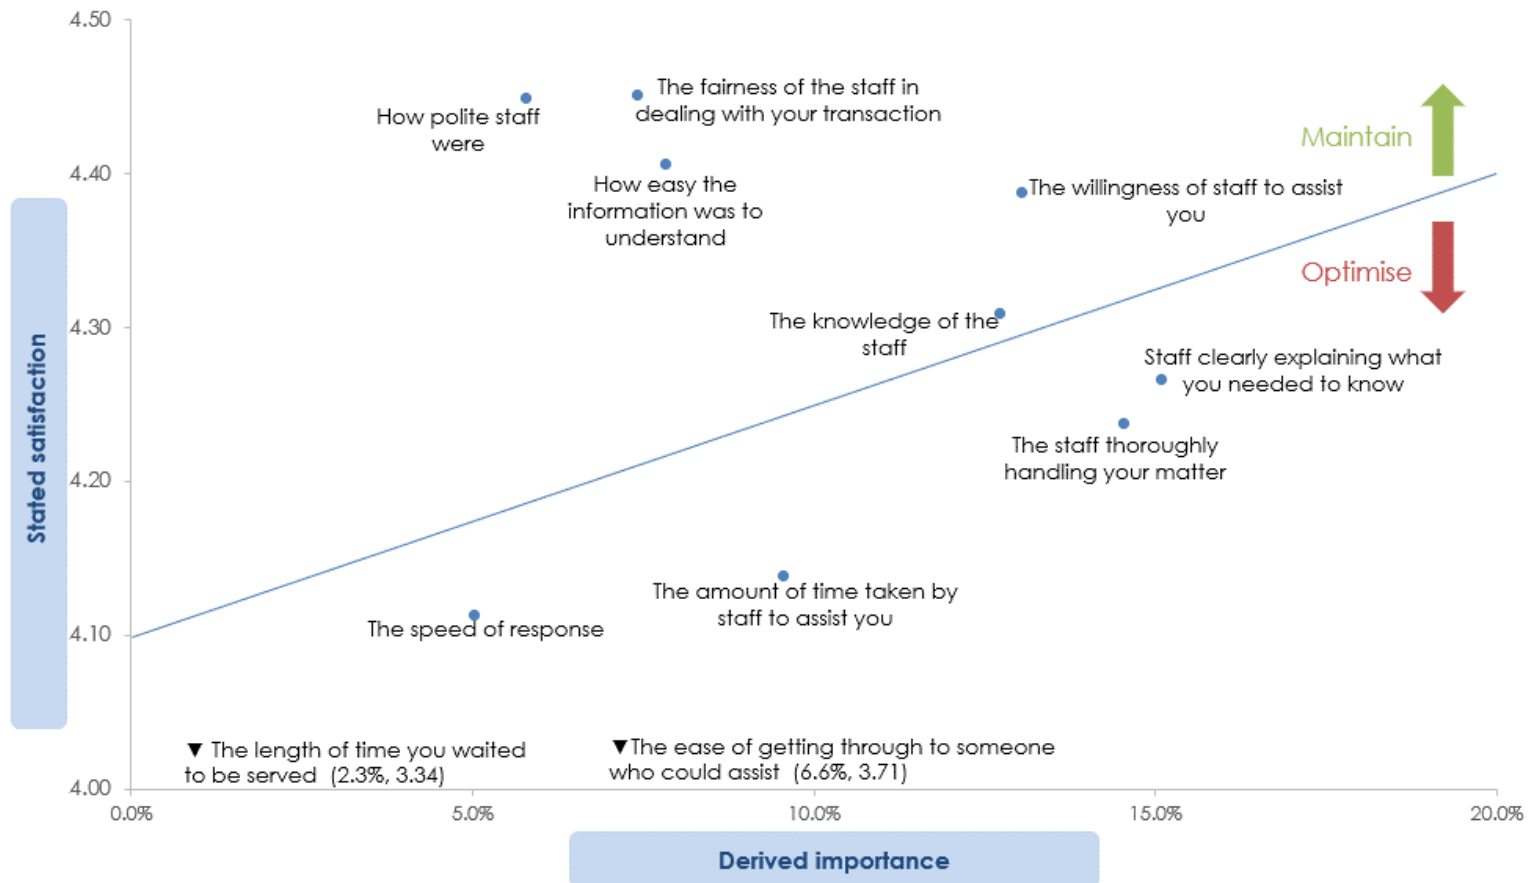 4.50
The fairness of the staff in
dealing with your transaction
How polite staff
were
Maintain
4.40
How easy the
information was to
understand
The willingness of staff to assist
you
Optimise
4.30
The knowledge of the
staff
Staff clearly explaining what
you needed to know
The staff thoroughly
handling your matter
Stated satisfaction
4.20
The amount of time taken by
staff to assist you
The speed of response
4.10
▼ The length of time you waited
to be served (2.3%, 3.34)
▼The ease of getting through to someone
who could assist (6.6%, 3.71)
4.00
0.0% 5.0% 10.0% 15.0% 20.0%
Derived importance